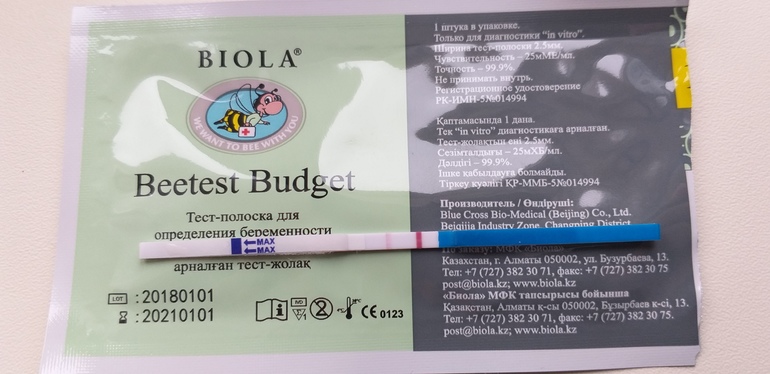 BIOLA®
WE WANT TO BEE WITH YOU
Beetest Budget
Тест-полоска для
определения беременности
арналған тест-жолақ
MAX
MAX
LOT :20180101
:20210101
IVD
CE 0123
1 штука в упаковке.
Только для диагностики "in vitro".
Ширина тест-полоски 2.5мм.
Чувствительность – 25мМЕ/мл.
Точность – 99.9%.
Не принимать внутрь.
Регистрационное удостоверение
РК-ИМН-5№014994
Қаптамасында 1 дана.
Тек "in vitro" диагностикаға арналған.
Тест-жолақтың ені 2.5мм.
Сезімталдығы – 25мХБ/мл.
Дәлдігі – 99.9%.
Ішке қабылдауға болмайды.
Тіркеу куәлігі ҚР-ММБ-5№014994
Производитель / Өндіруші:
Blue Cross Bio-Medical (Beijing) Co., Ltd.
Beiqijia Industry Zone, Changping District,
Казахстан, г. Алматы 050002, ул. Бузурбаева, 13.
Тел: +7 (727) 382 30 71, факс: +7 (727) 382 30 75
post@biola.kz; www.biola.kz
«Биола» МФК тапсырысы бойынша
Қазақстан, Алматы қ-сы 050002, Бузырбаев к-сі, 13.
Тел: +7 (727) 382 30 71, факс: +7 (727) 382 30 75.
post@biola.kz; www.biola.kz